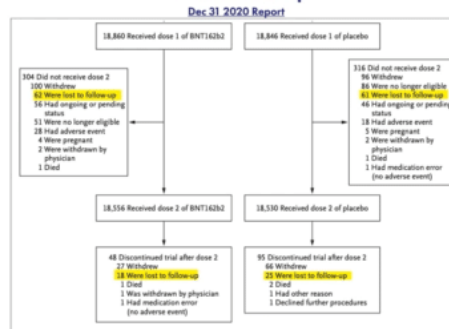 Dec 31 2020 Report
18,860 Received dose 1 of BNT162b2
18,846 Received dose 1 of placebo
304 Did not receive dose 2
100 Withdrew
62 Were lost to follow-up
56 Had ongoing or pending
status
51 Were no longer eligible
28 Had adverse event
4 Were pregnant
2 Were withdrawn by
physician
1 Died
316 Did not receive dose 2
96 Withdrew
86 Were no longer eligible
61 Were lost to follow-up
46 Had ongoing or pending
status
18 Had adverse event
5 Were pregnant
2 Were withdrawn by
physician
1 Died
1 Had medication error
(no adverse event)
18,556 Received dose 2 of BNT162b2
18,530 Received dose 2 of placebo
48 Discontinued trial after dose 2
27 Withdrew
18 Were lost to follow-up
1 Died
1 Was withdrawn by physician
1 Had medication error
(no adverse event)
95 Discontinued trial after dose 2
66 Withdrew
25 Were lost to follow-up
2 Died
1 Had other reason
1 Declined further procedures